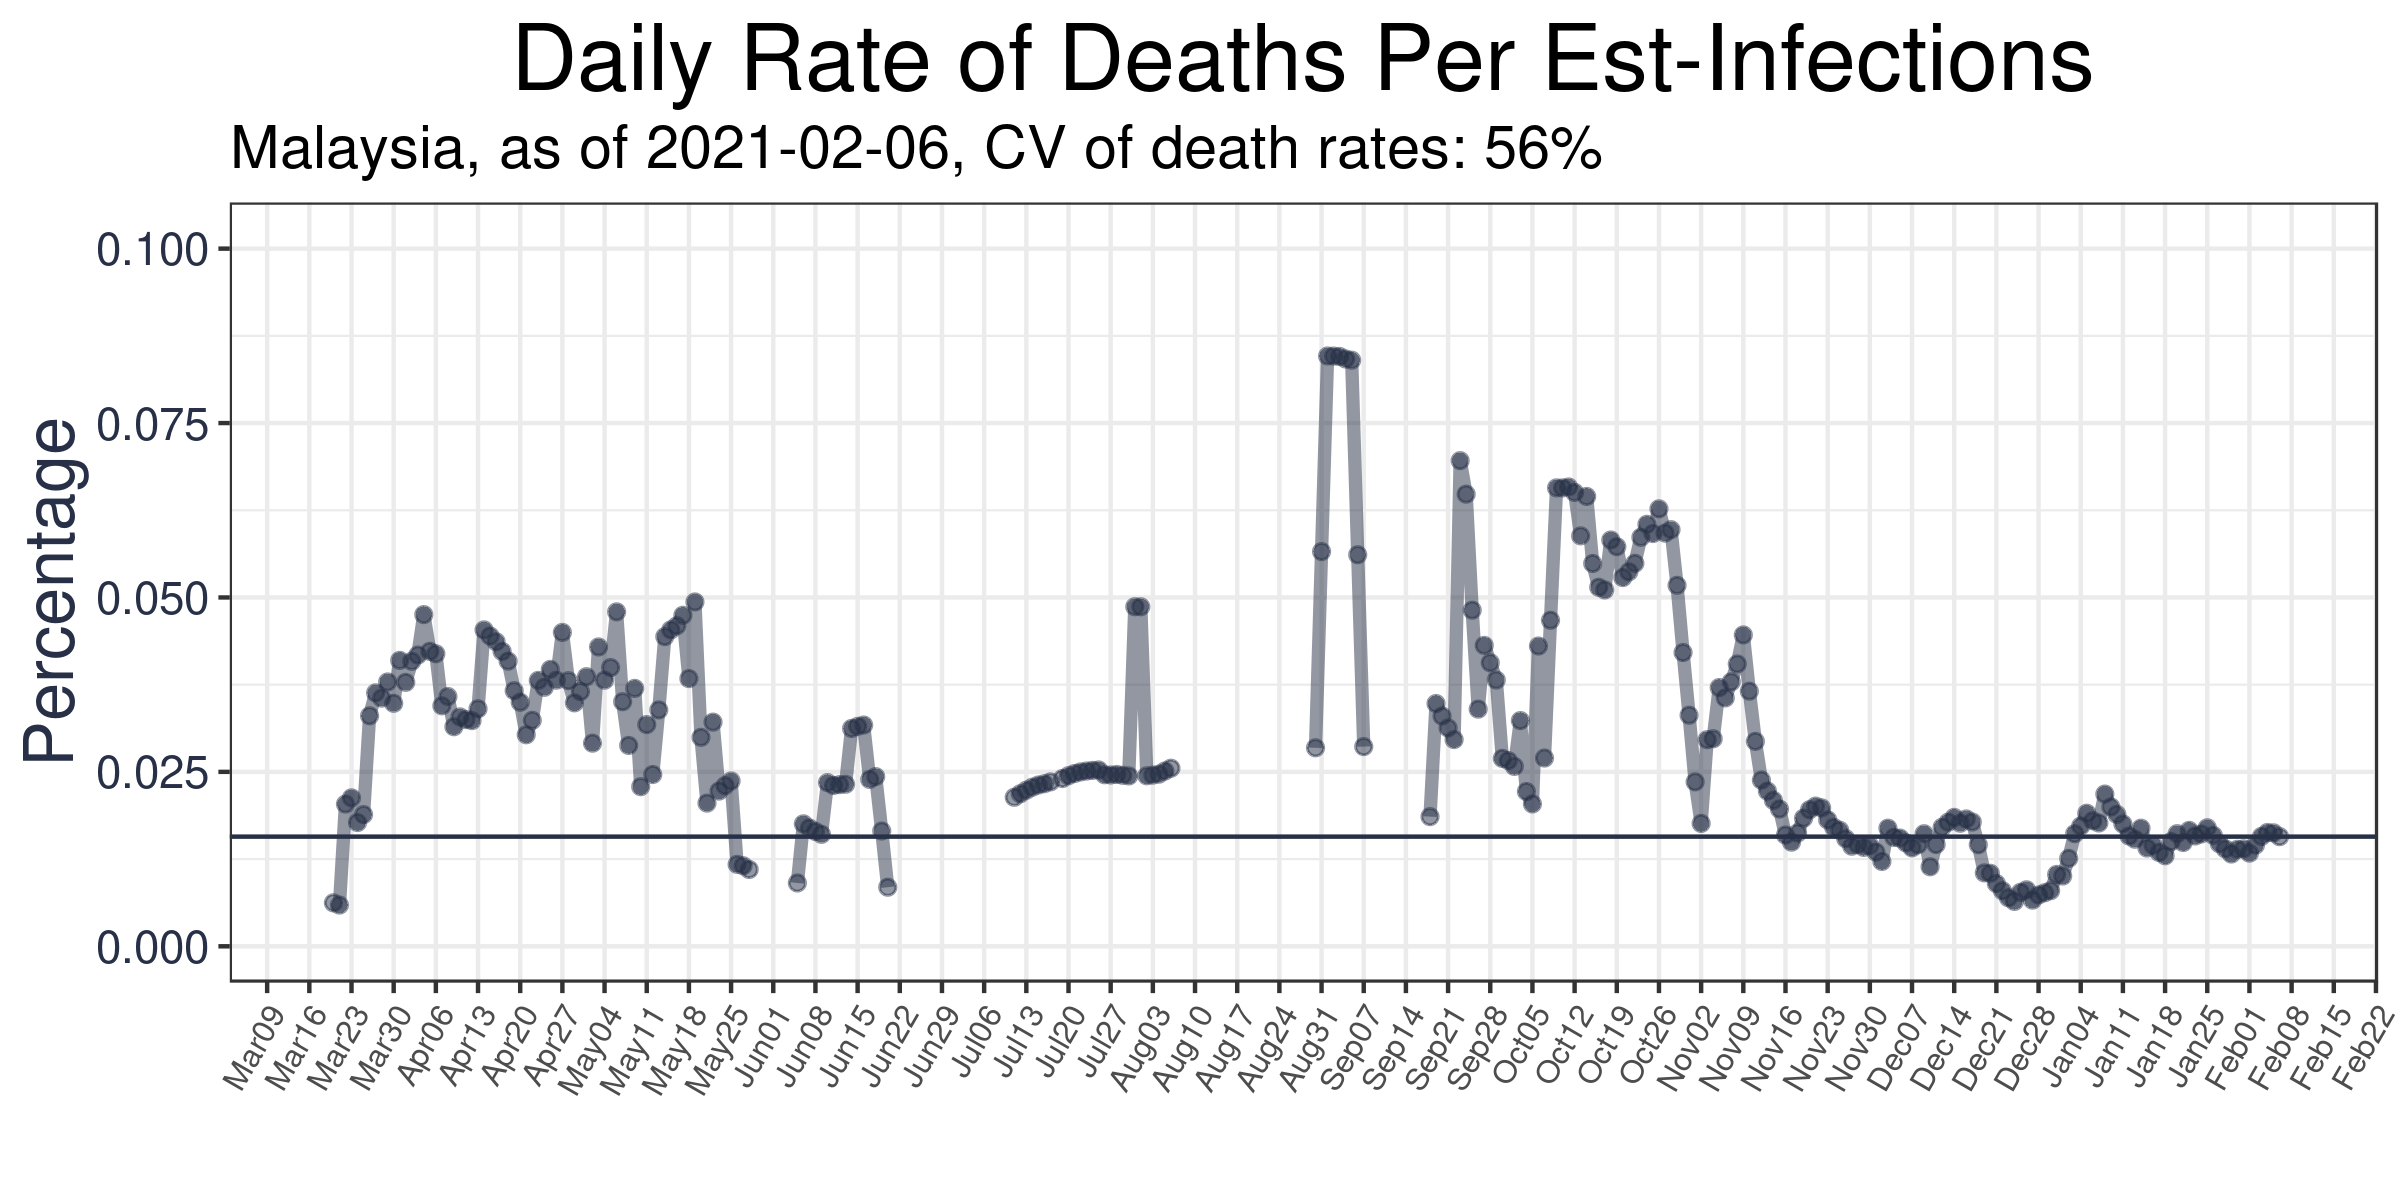 Daily Rate of Deaths Per Est-Infections
Malaysia, as of 2021-02-06, CV of death rates: 56%
Percentage
0.100
0.075
0.050
0.025
0.000
Mar09
Mar16
Mar23
Mar30
Apr06
Apr13
Apr20
Apr27
May04
May11
May18
May25
Jun01
Jun08
Jun15
Jun22
Jun29
Jul06
Jul13
Jul20
Jul27
Aug03
Aug10
Aug17
Aug24
Aug31
Sep07
Sep14
Sep21
Sep28
Oct05
Oct12
Oct19
Oct26
Nov02
Nov09
Nov16
Nov23
Nov30
Dec07
Dec14
Dec21
Dec28
Jan04
Jan11
Jan18
Jan25
Feb01
Feb08
Feb15
Feb22